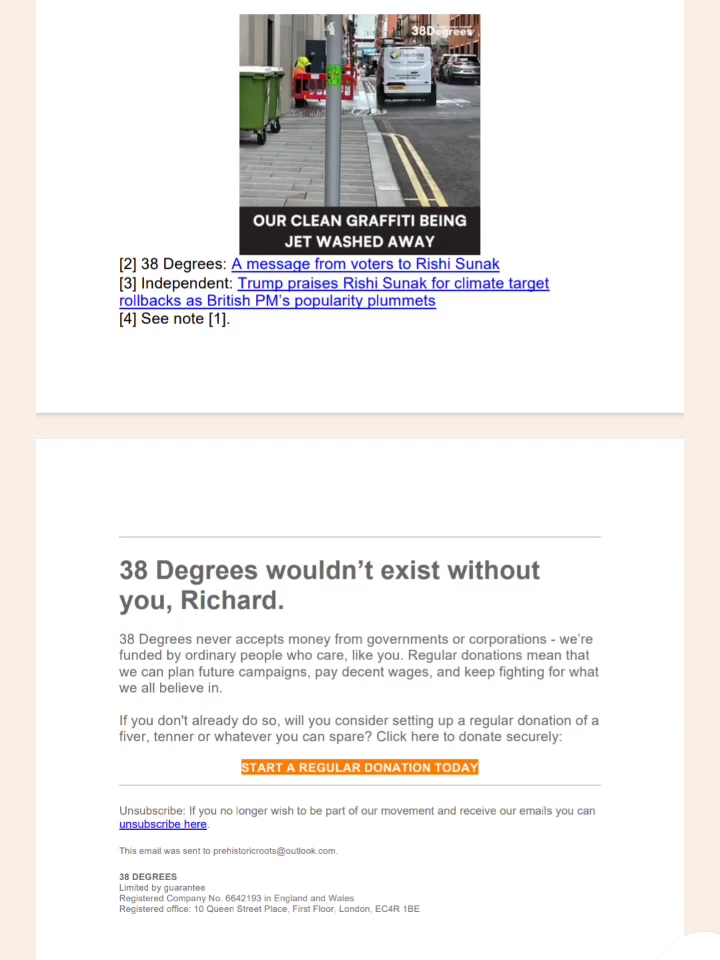 38Degrees
OUR CLEAN GRAFFITI BEING
JET WASHED AWAY
[2] 38 Degrees: A message from voters to Rishi Sunak
[3] Independent: Trump praises Rishi Sunak for climate target
rollbacks as British PM's popularity plummets
[4] See note [1].
38 Degrees wouldn't exist without
you, Richard.
38 Degrees never accepts money from governments or corporations - we're
funded by ordinary people who care, like you. Regular donations mean that
we can plan future campaigns, pay decent wages, and keep fighting for what
we all believe in.
If you don't already do so, will you consider setting up a regular donation of a
fiver, tenner or whatever you can spare? Click here to donate securely:
START A REGULAR DONATION TODAY
Unsubscribe: If you no longer wish to be part of our movement and receive our emails you can
unsubscribe here.
This email was sent to prehistoricroots@outlook.com.
38 DEGREES
Limited by guarantee
Registered Company No. 6642193 in England and Wales
Registered office: 10 Queen Street Place, First Floor, London, EC4R 1BE